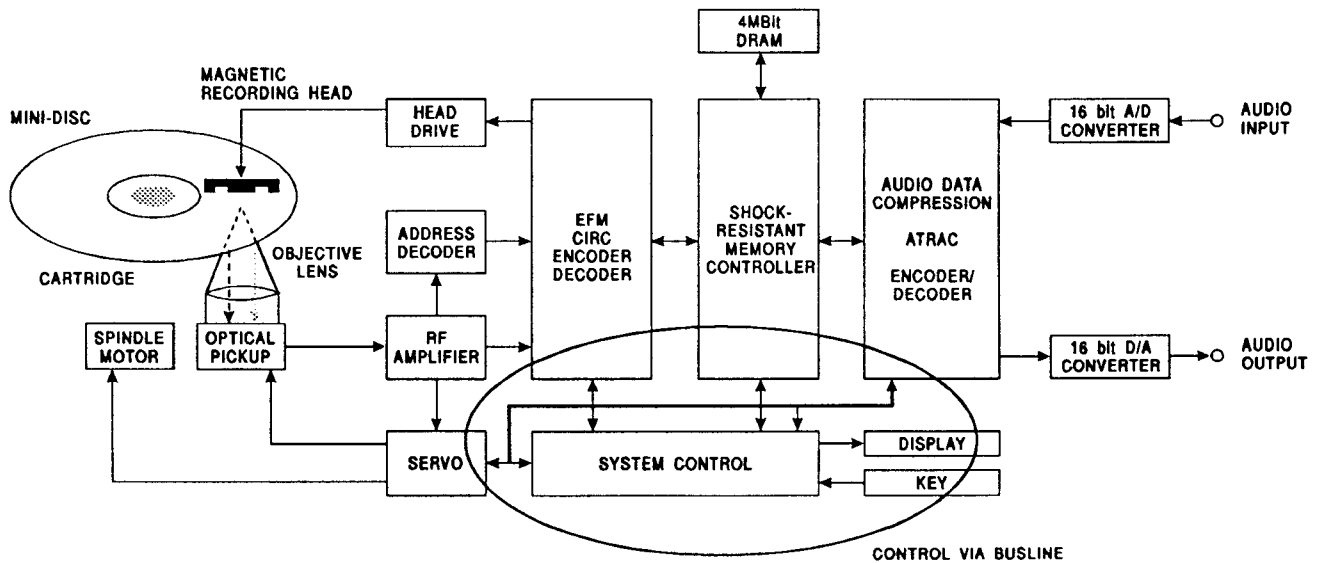 4MBit
DRAM
MAGNETIC
RECORDING HEAD
MINI-DISC
HEAD
DRIVE
16 bit A/D
CONVERTER
AUDIO
INPUT
AUDIO DATA
COMPRESSION
ATRAC
ENCODER/
DECODER
EFM
CIRC
ENCODER
DECODER
SHOCK-
RESISTANT
MEMORY
CONTROLLER
ADDRESS
DECODER
OBJECTIVE
LENS
CARTRIDGE
SPINDLE
MOTOR
OPTICAL
PICKUP
RF
AMPLIFIER
16 bit D/A
CONVERTER
AUDIO
OUTPUT
SERVO
SYSTEM CONTROL
DISPLAY
KEY
CONTROL VIA BUSLINE